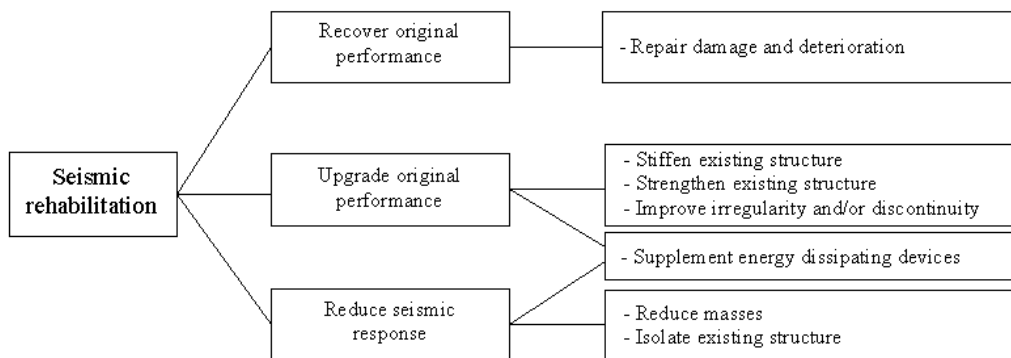 Seismic
rehabilitation
Recover original
performance
- Repair damage and deterioration
Upgrade original
performance
- Stiffen existing structure
- Strengthen existing structure
- Improve irregularity and/or discontinuity
- Supplement energy dissipating devices
Reduce seismic
response
- Reduce masses
- Isolate existing structure